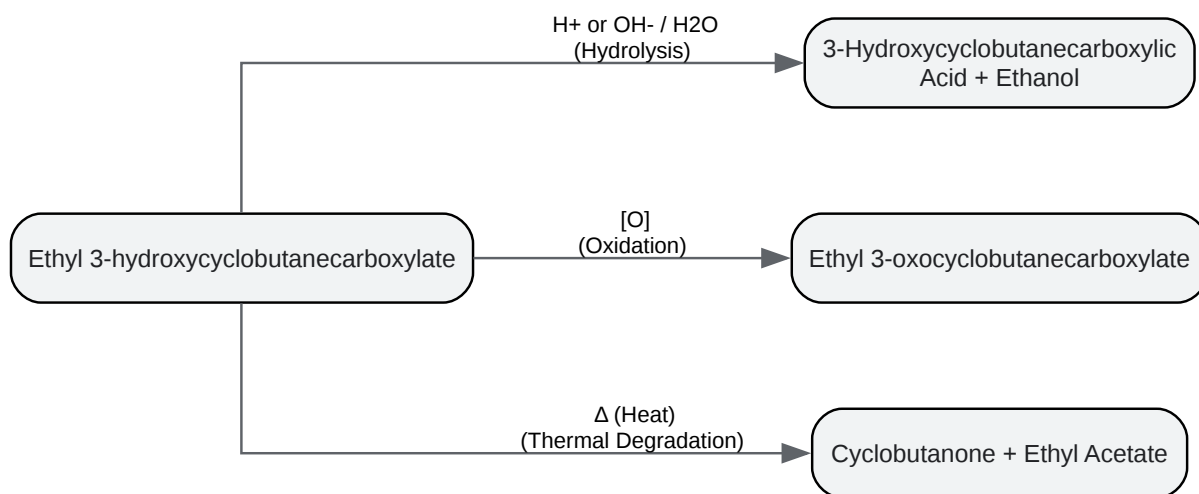 H+ or OH- / H2O
(Hydrolysis)
3-Hydroxycyclobutanecarboxylic
Acid + Ethanol
Ethyl 3-hydroxycyclobutanecarboxylate
[O]
(Oxidation)
Ethyl 3-oxocyclobutanecarboxylate
Δ (Heat)
(Thermal Degradation)
Cyclobutanone + Ethyl Acetate